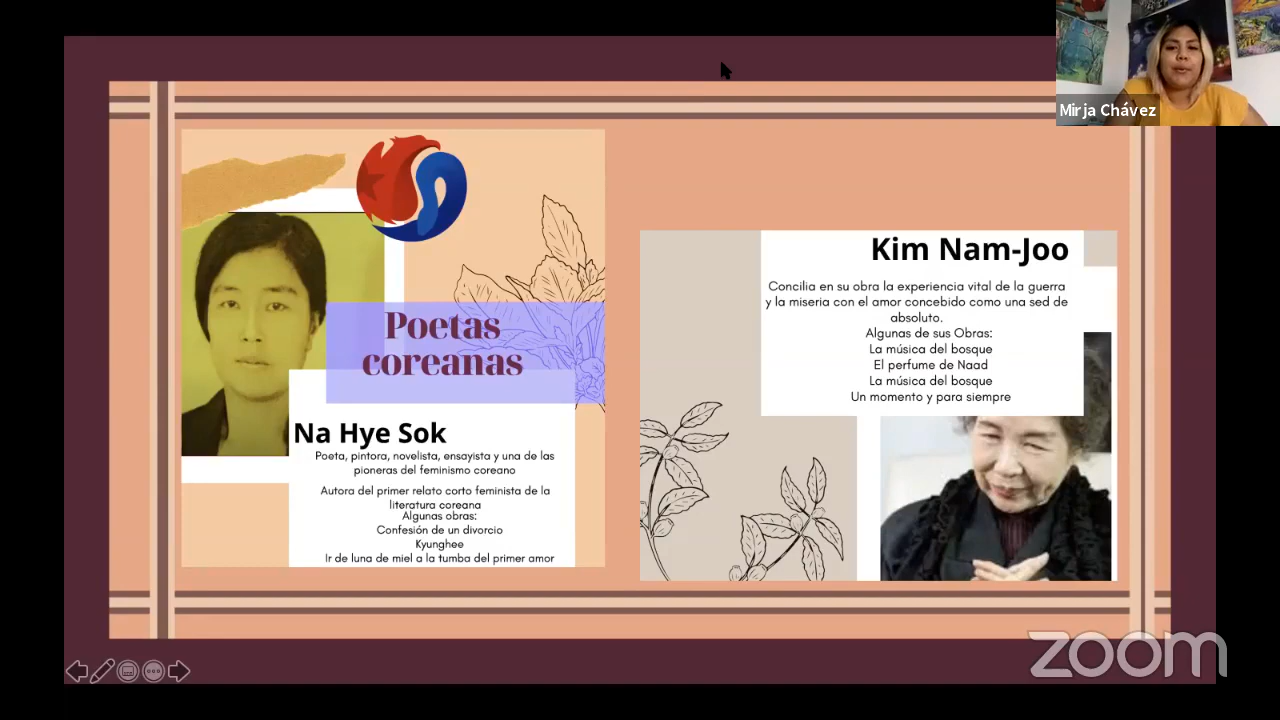 Mirja Chávez
Poetas
coreanas
Na Hye Sok
Poeta, pintora, novelista, ensayista y una de las
pioneras del feminismo coreano
Autora del primer relato corto feminista de la
literatura coreana
Algunas obras:
Confesión de un divorcio
Kyunghee
Ir de luna de miel a la tumba del primer amor
Kim Nam-Joo
Concilia en su obra la experiencia vital de la guerra
y la miseria con el amor concebido como una sed de
absoluto.
Algunas de sus Obras:
La música del bosque
El perfume de Naad
La música del bosque
Un momento y para siempre
zoom